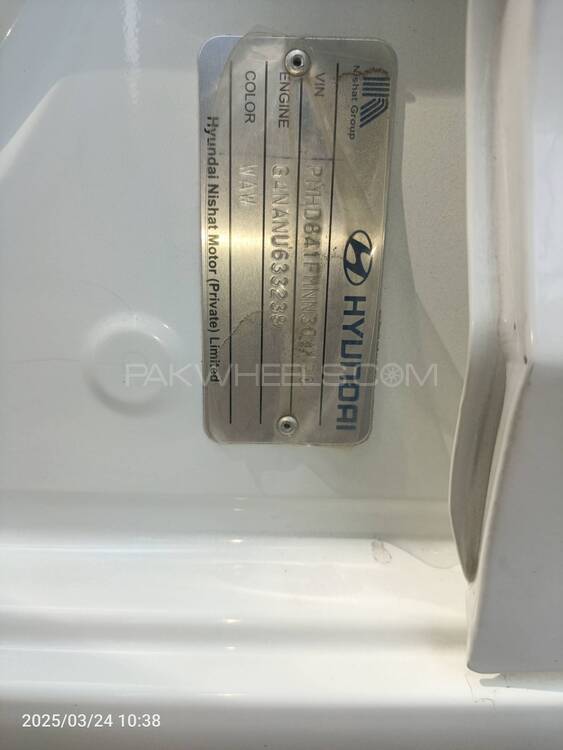 Nishat Group
HYUNDAI
VIN
ENGINE G4NANU633239
COLOR WAW
Hyundai Nishat Motor (Private) Limited
PAKWHEELS.COM
2025/03/24 10:38